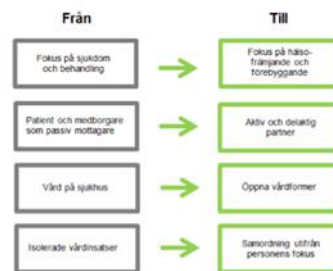 Från
Till
Fokus på sjukdom
och behandling
Fokus på hälso-
främjande och
förebyggande
Patient och medborgare
som passiv mottagare
Aktiv och delaktig
partner
Vård på sjukhus
Öppna vårdformer
Isolerade vårdinsatser
Samordning utifrån
personens fokus